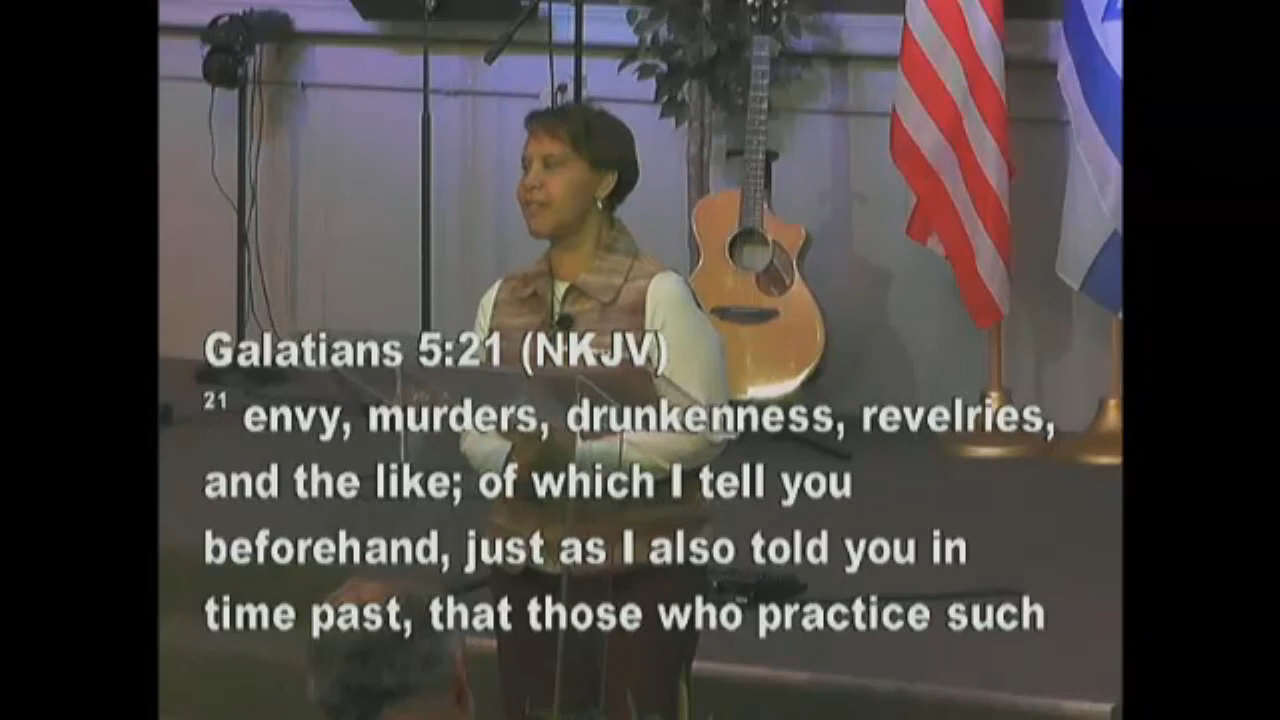 Galatians 5:21 (NKJV)
21 envy, murders, drunkenness, revelries,
and the like; of which I tell you
beforehand, just as I also told you in
time past, that those who practice such